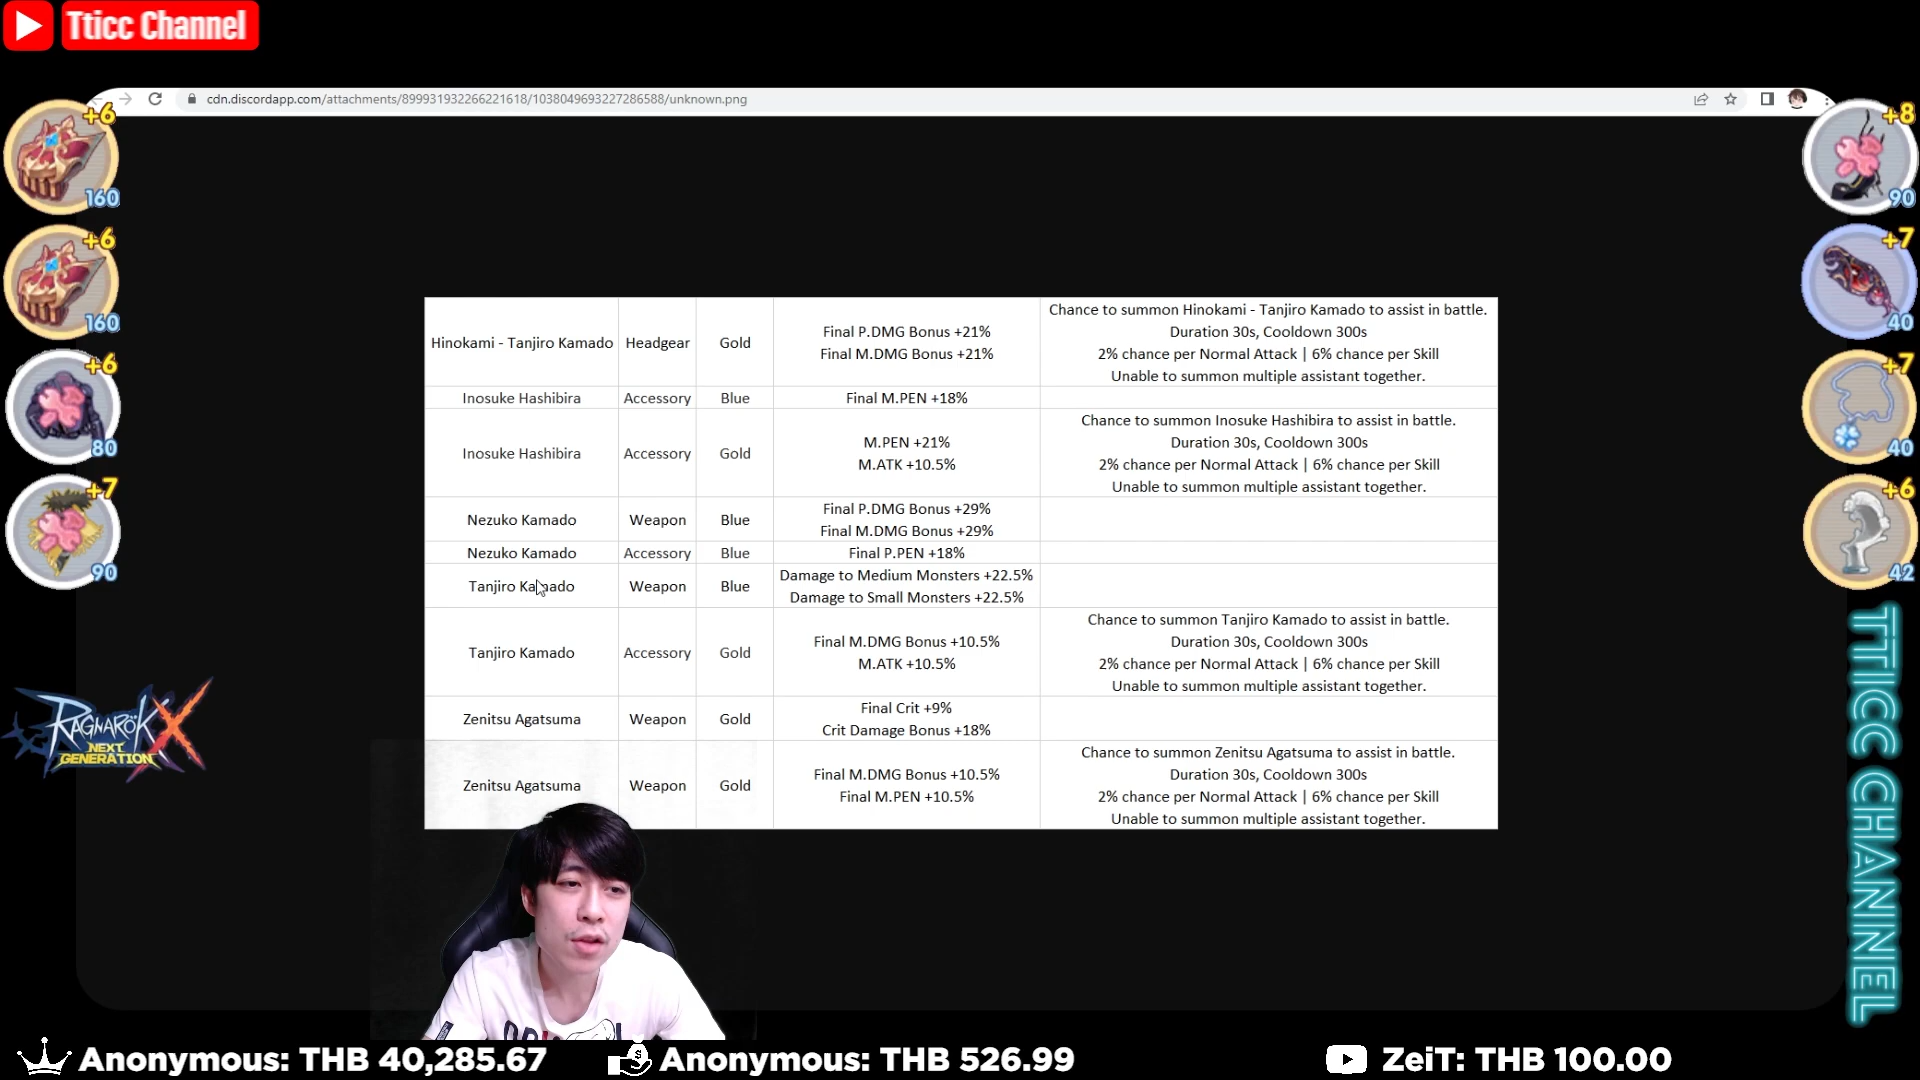 Tticc Channel
cdn.discordapp.com/attachments/899931932266221618/1038049693227286588/unknown.png
+6
160
+6
160
+6
80
+7
90
+8
90
+7
40
+7
40
+6
42
Hinokami - Tanjiro Kamado Headgear Gold
Final P.DMG Bonus +21%
Final M.DMG Bonus +21%
Chance to summon Hinokami - Tanjiro Kamado to assist in battle.
Duration 30s, Cooldown 300s
2% chance per Normal Attack | 6% chance per Skill
Unable to summon multiple assistant together.
Inosuke Hashibira Accessory Blue Final M.PEN +18%
Inosuke Hashibira Accessory Gold
M.PEN +21%
M.ATK +10.5%
Chance to summon Inosuke Hashibira to assist in battle.
Duration 30s, Cooldown 300s
2% chance per Normal Attack | 6% chance per Skill
Unable to summon multiple assistant together.
Nezuko Kamado Weapon Blue
Final P.DMG Bonus +29%
Final M.DMG Bonus +29%
Nezuko Kamado Accessory Blue Final P.PEN +18%
Tanjiro Kamado Weapon Blue
Damage to Medium Monsters +22.5%
Damage to Small Monsters +22.5%
Tanjiro Kamado Accessory Gold
Final M.DMG Bonus +10.5%
M.ATK +10.5%
Chance to summon Tanjiro Kamado to assist in battle.
Duration 30s, Cooldown 300s
2% chance per Normal Attack | 6% chance per Skill
Unable to summon multiple assistant together.
Zenitsu Agatsuma Weapon Gold
Final Crit +9%
Crit Damage Bonus +18%
Zenitsu Agatsuma Weapon Gold
Final M.DMG Bonus +10.5%
Final M.PEN +10.5%
Chance to summon Zenitsu Agatsuma to assist in battle.
Duration 30s, Cooldown 300s
2% chance per Normal Attack | 6% chance per Skill
Unable to summon multiple assistant together.
RAGNARÖK X
NEXT
GENERATION
TTICC CHANNEL
Anonymous: THB 40,285.67
Anonymous: THB 526.99
ZeiT: THB 100.00